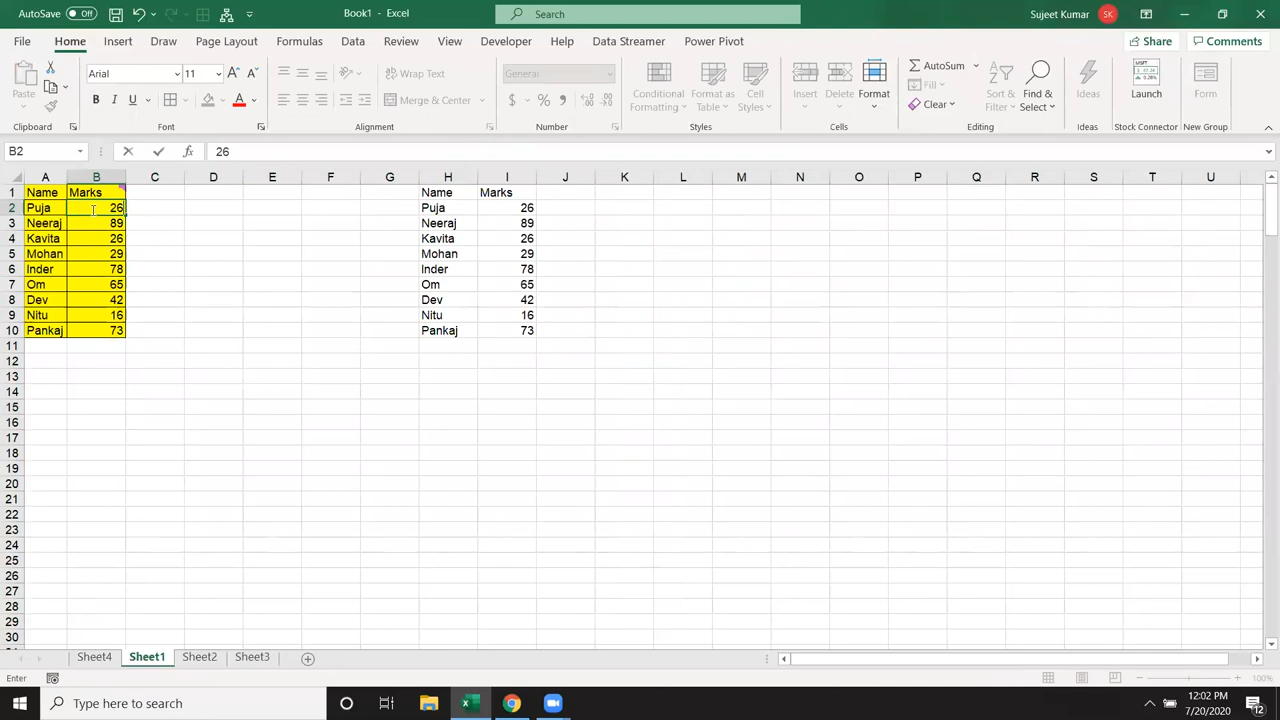 AutoSave Off Book1 - Excel Search Sujeet Kumar SK
File Home Insert Draw Page Layout Formulas Data Review View Developer Help Data Streamer Power Pivot Share Comments
Paste Arial 11 Wrap Text General Conditional Formatting Format as Table Cell Styles Insert Delete Format AutoSum Sort & Filter Find & Select Ideas Launch Form
B I U A Merge & Center $ % Fill Clear
Clipboard Font Alignment Number Styles Cells Editing Ideas Stock Connector New Group
B2 fx 26
A B C D E F G H I J K L M N O P Q R S T U
1 Name Marks Name Marks
2 Puja 26 Puja 26
3 Neeraj 89 Neeraj 89
4 Kavita 26 Kavita 26
5 Mohan 29 Mohan 29
6 Inder 78 Inder 78
7 Om 65 Om 65
8 Dev 42 Dev 42
9 Nitu 16 Nitu 16
10 Pankaj 73 Pankaj 73
11
12
13
14
15
16
17
18
19
20
21
22
23
24
25
26
27
28
29
30
Sheet4 Sheet1 Sheet2 Sheet3
Enter 100%
Type here to search 12:02 PM
7/20/2020